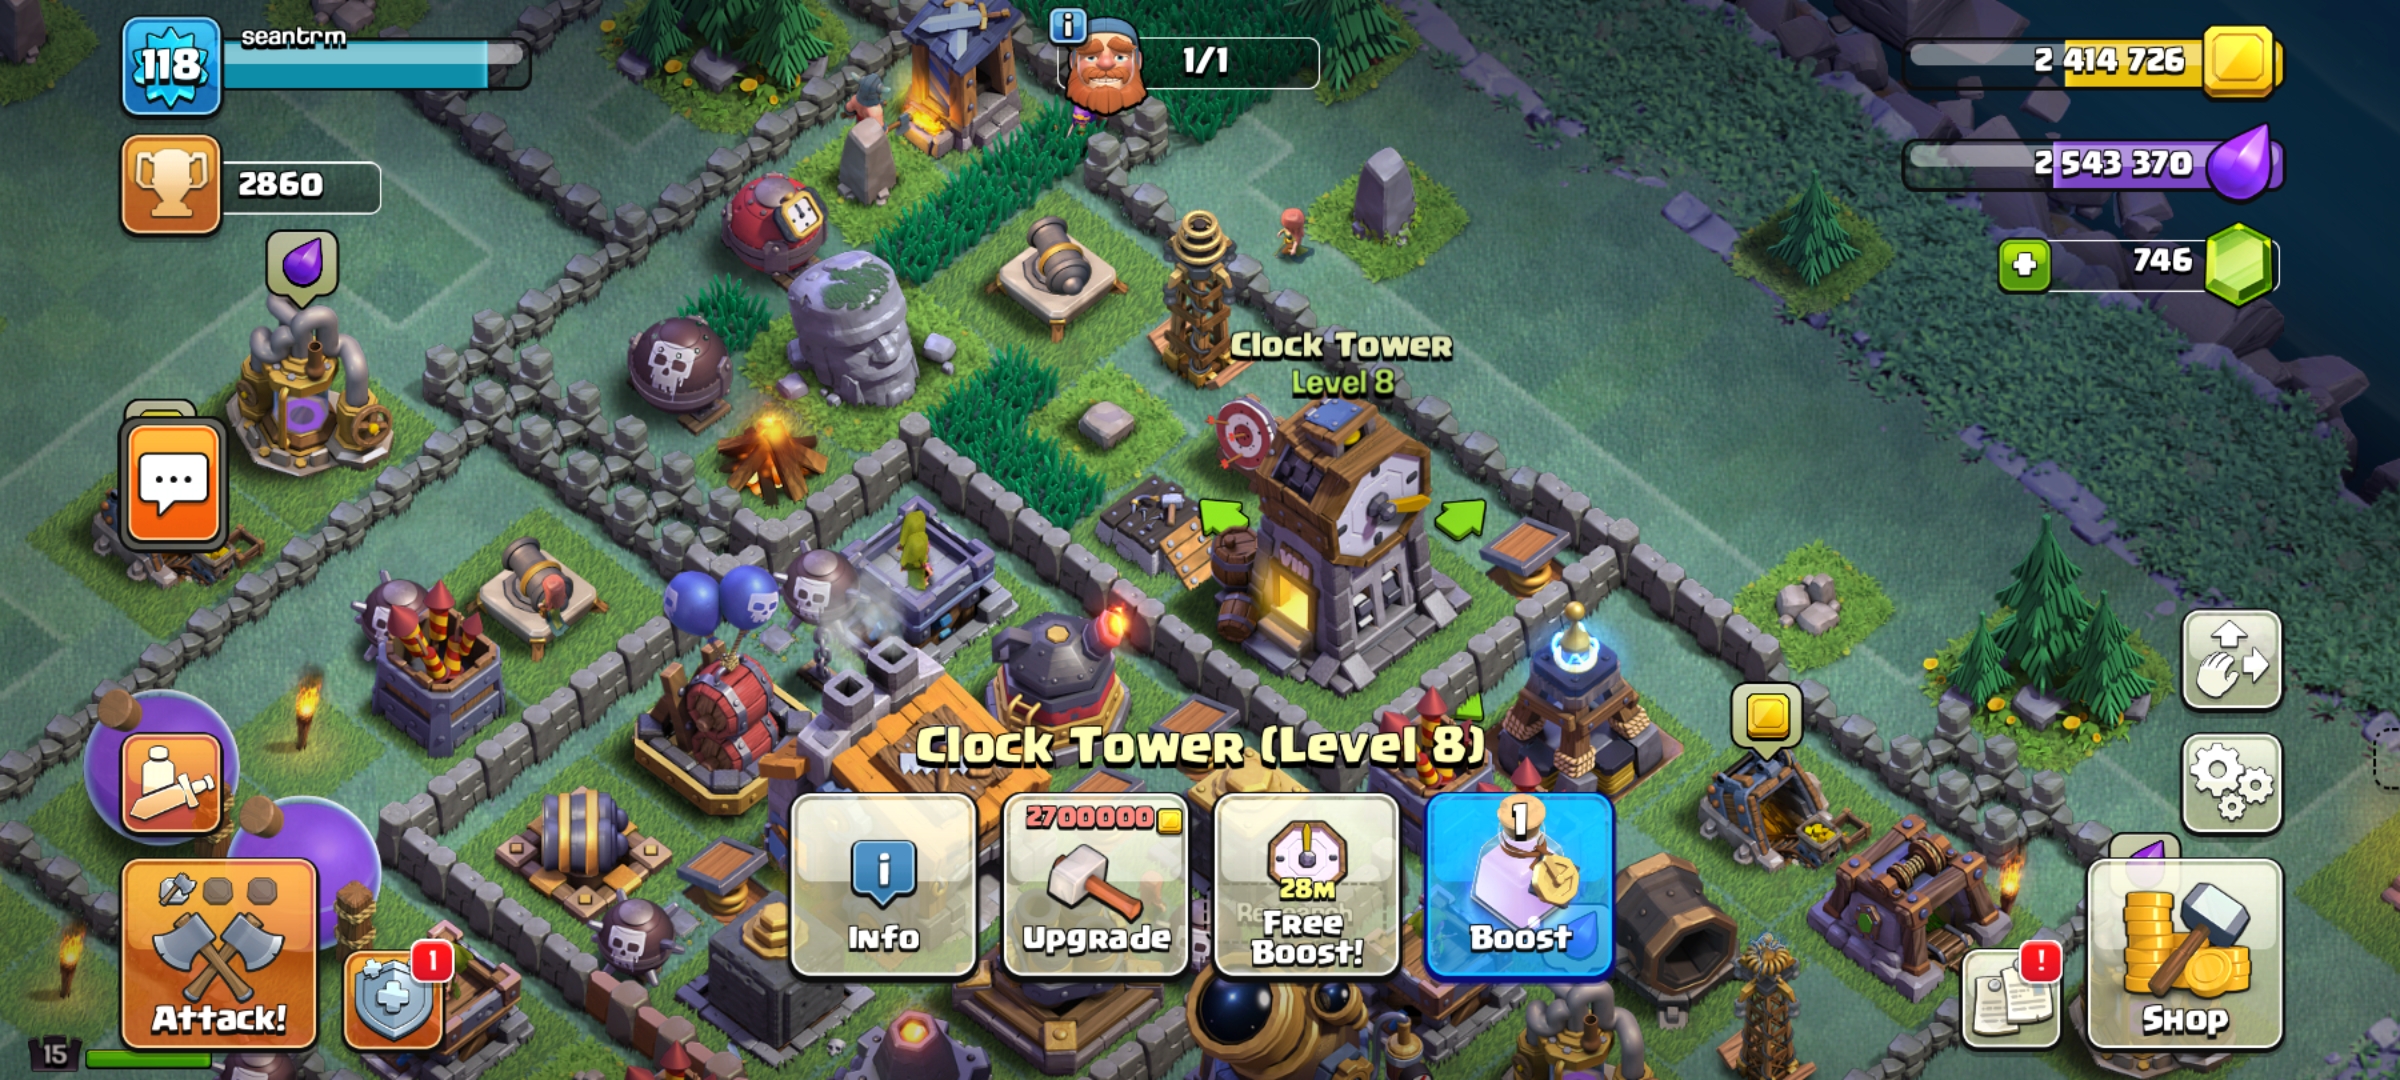 118
seantrm
1/1
2 414 726
2860
2 543 370
746
Clock Tower
Level 8
Clock Tower (Level 8)
Info
2700000
Upgrade
28M
Research
Free
Boost!
1
Boost
Attack!
1
!
Shop
15